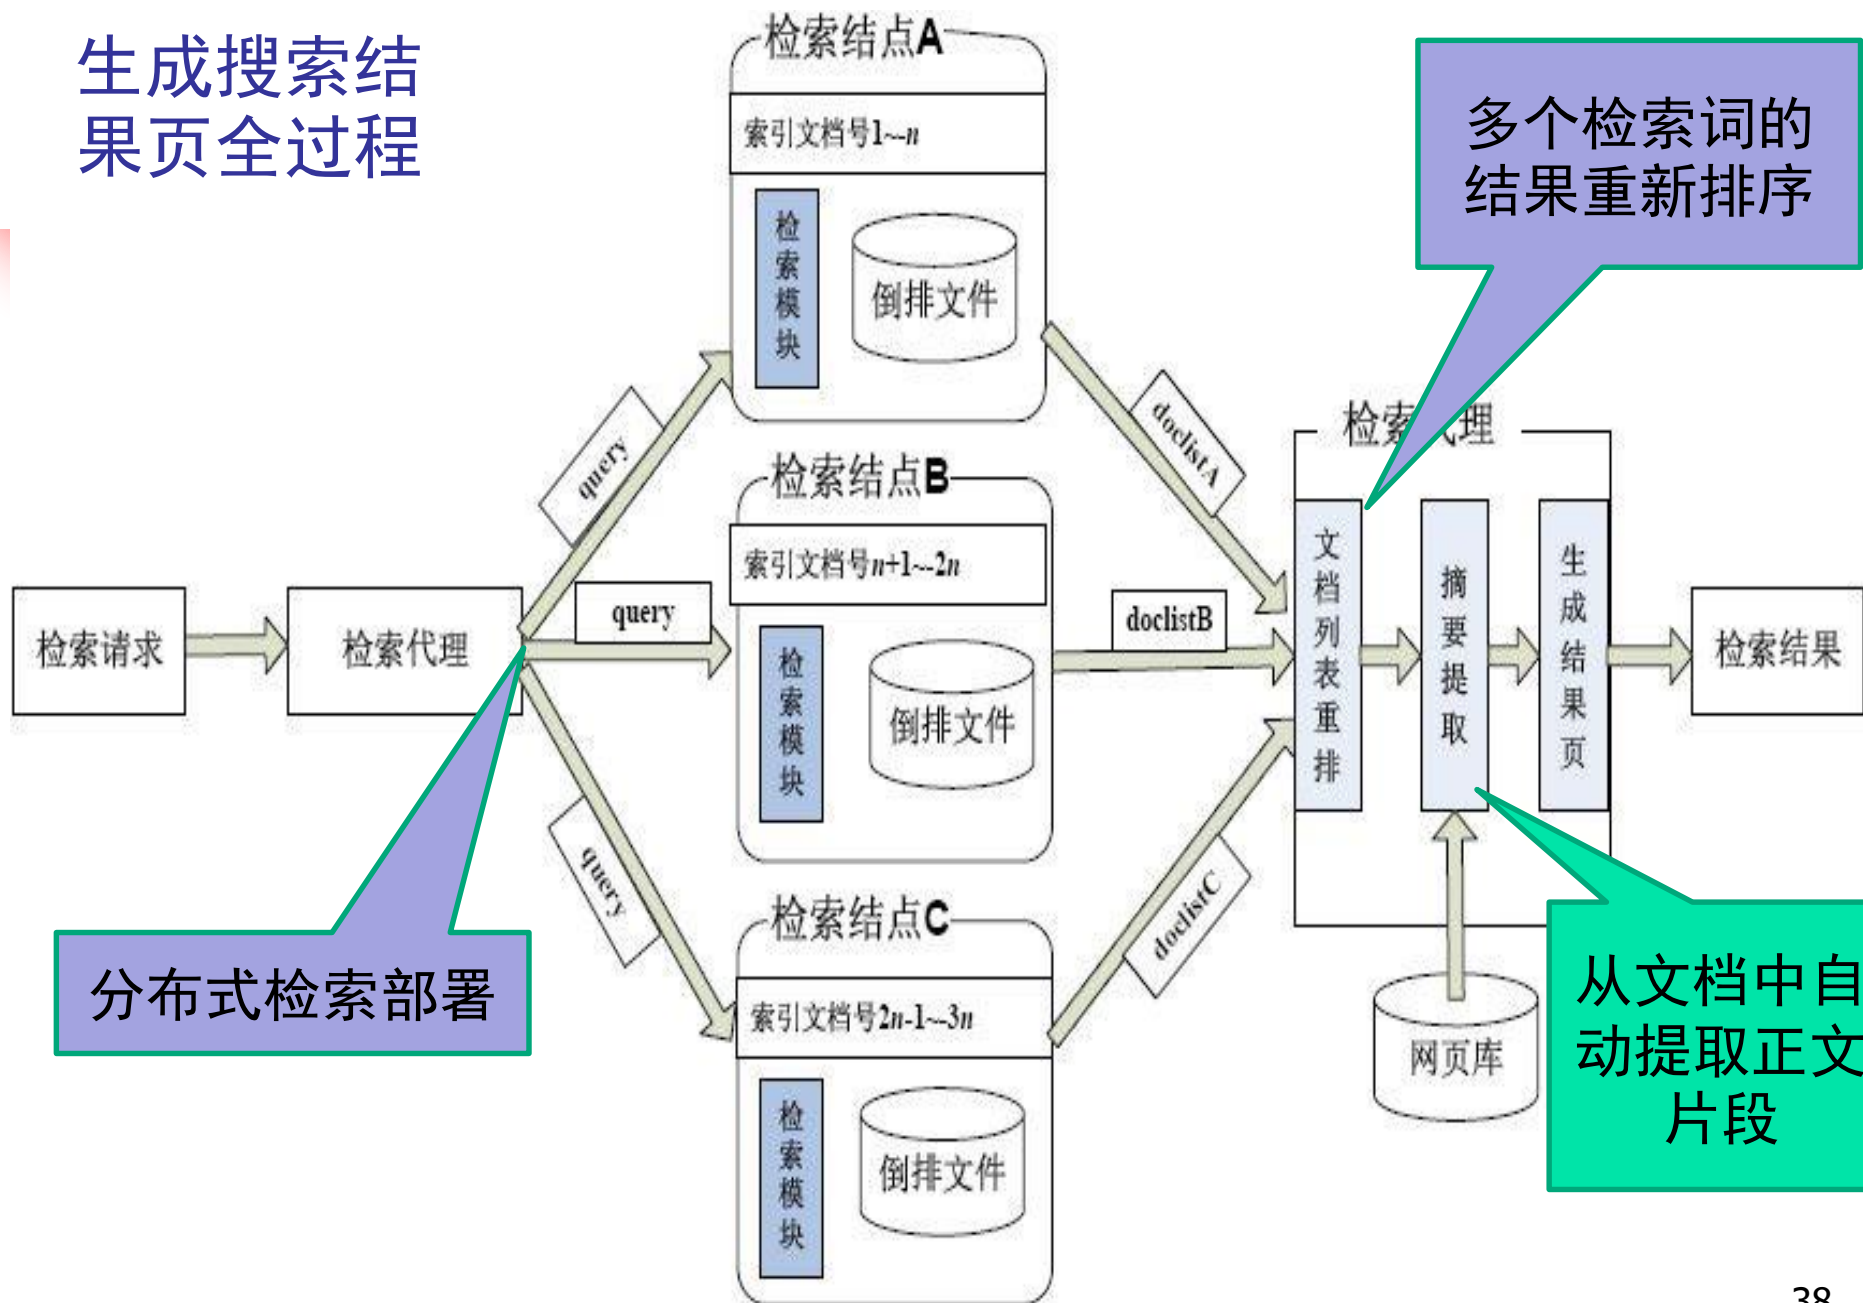 生成搜索结
果页全过程
检索结点A
索引文档号1~--n
检索模块
倒排文件
多个检索词的
结果重新排序
query
doclistA
检索代理
检索结点B
索引文档号n+1~--2n
检索模块
倒排文件
query
doclistB
检索请求
检索代理
文档列表重排
摘要提取
生成结果页
检索结果
query
doclistC
检索结点C
索引文档号2n-1~--3n
检索模块
倒排文件
分布式检索部署
网页库
从文档中自
动提取正文
片段
38